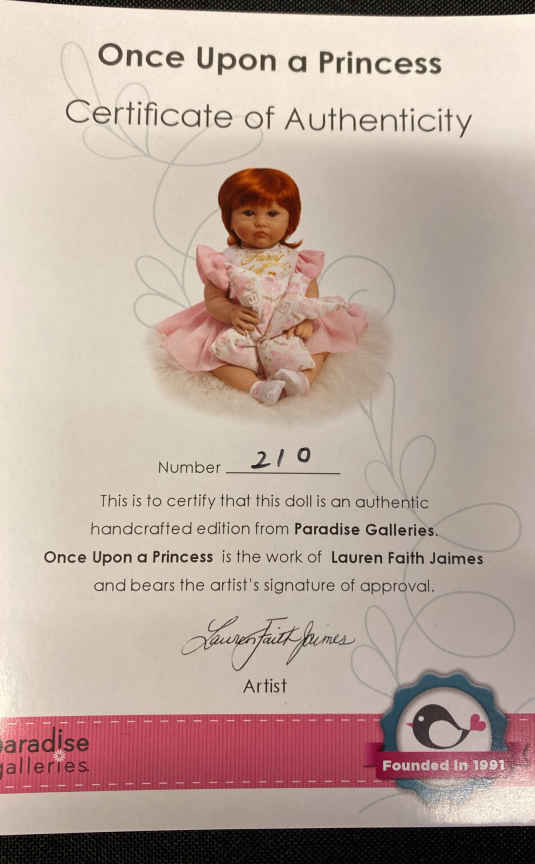 Once Upon a Princess
Certificate of Authenticity
Number 210
This is to certify that this doll is an authentic
handcrafted edition from Paradise Galleries.
Once Upon a Princess is the work of Lauren Faith Jaimes
and bears the artist's signature of approval.
Lauren Faith Jaimes
Artist
aradise
galleries.
Founded In 1991